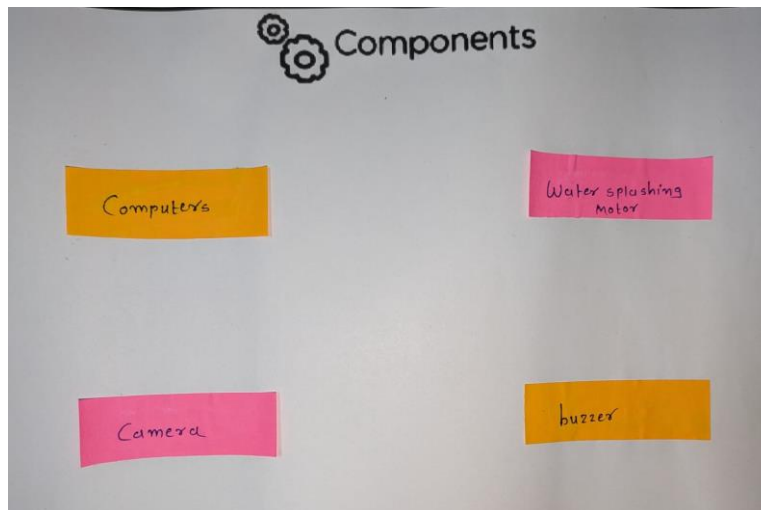 Components
Computers
Water splashing
motor
Camera
buzzer